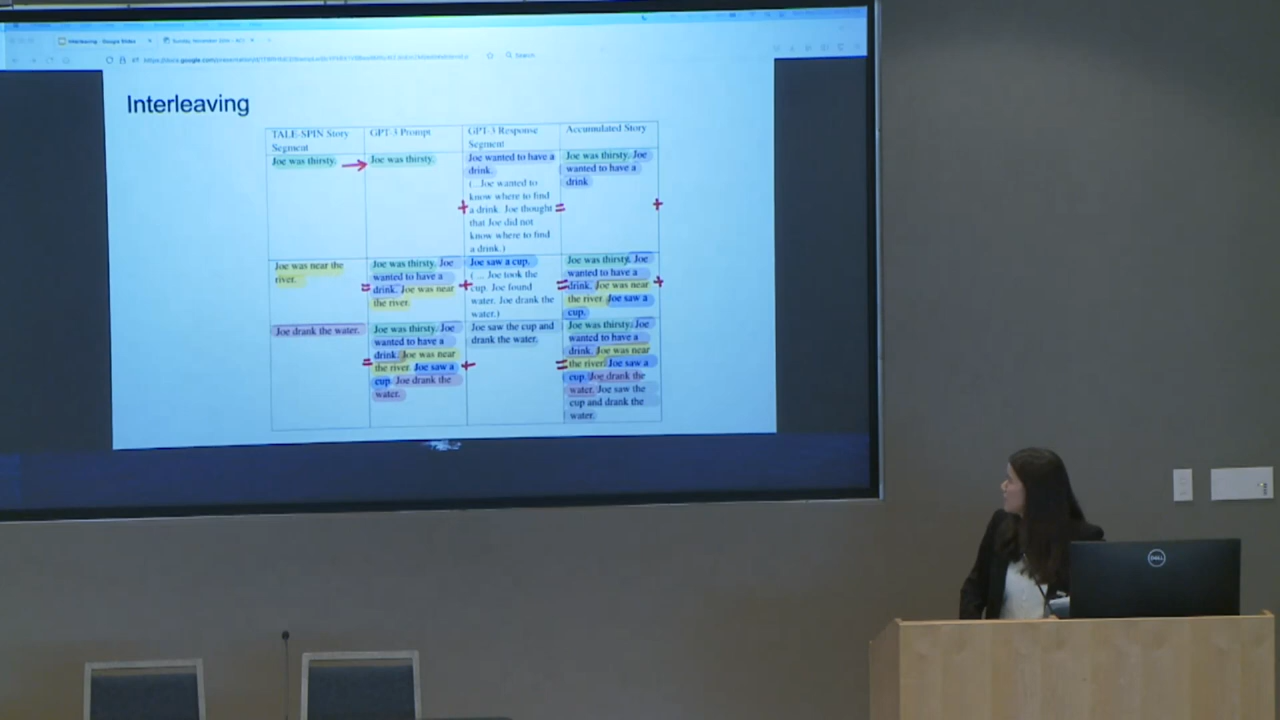 Interleaving - Google Slides
Search
Interleaving
TALE-SPIN Story
Segment
GPT-3 Prompt
GPT-3 Response
Segment
Accumulated Story
Joe was thirsty.
Joe was thirsty.
Joe wanted to have a
drink.
(...Joe wanted to
know where to find
a drink. Joe thought
that Joe did not
know where to find
a drink.)
Joe was thirsty. Joe
wanted to have a
drink
+
=
+
Joe was near the
river.
=
Joe was thirsty. Joe
wanted to have a
drink. Joe was near
the river.
+
Joe saw a cup.
( ... Joe took the
cup. Joe found
water. Joe drank the
water.)
=
Joe was thirsty. Joe
wanted to have a
drink. Joe was near
the river. Joe saw a
cup.
+
Joe drank the water.
=
Joe was thirsty. Joe
wanted to have a
drink. Joe was near
the river. Joe saw a
cup. Joe drank the
water.
+
Joe saw the cup and
drank the water.
=
Joe was thirsty. Joe
wanted to have a
drink. Joe was near
the river. Joe saw a
cup. Joe drank the
water. Joe saw the
cup and drank the
water.
DELL